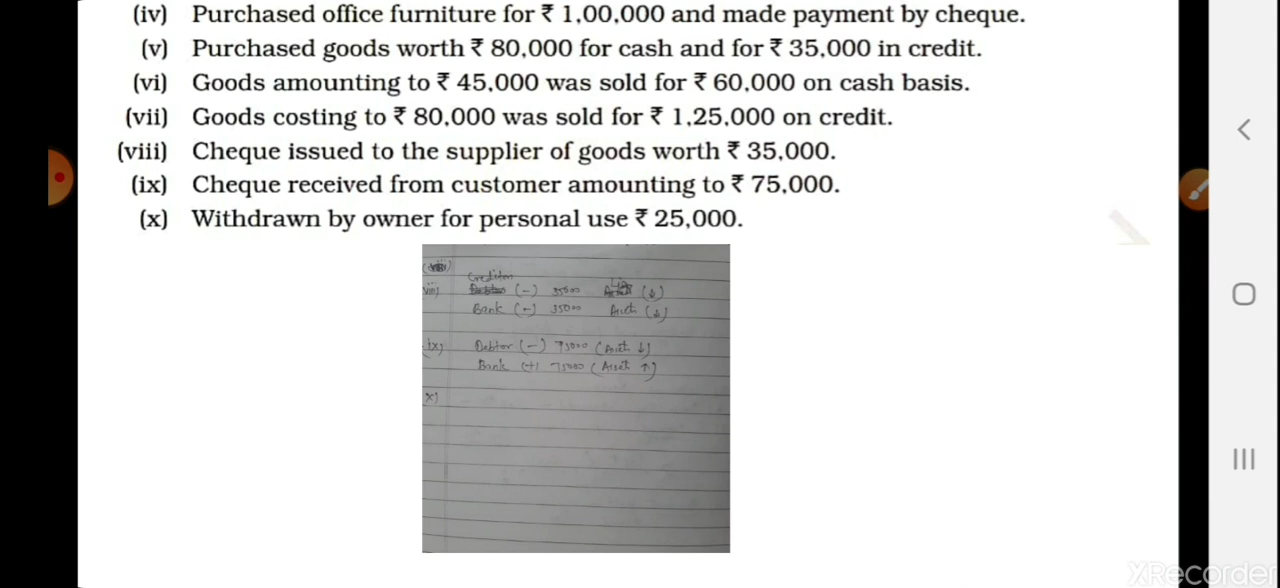 (iv) Purchased office furniture for ₹ 1,00,000 and made payment by cheque.
(v) Purchased goods worth ₹ 80,000 for cash and for ₹ 35,000 in credit.
(vi) Goods amounting to ₹ 45,000 was sold for ₹ 60,000 on cash basis.
(vii) Goods costing to ₹ 80,000 was sold for ₹ 1,25,000 on credit.
(viii) Cheque issued to the supplier of goods worth ₹ 35,000.
(ix) Cheque received from customer amounting to ₹ 75,000.
(x) Withdrawn by owner for personal use ₹ 25,000.
Creditor
viii) (-) 35000 (↓)
Bank (-) 35000 (↓)
ix) Debtor (-) 75000 (Asset ↓)
Bank (+) 75000 (Asset ↑)
x)
XRecorder